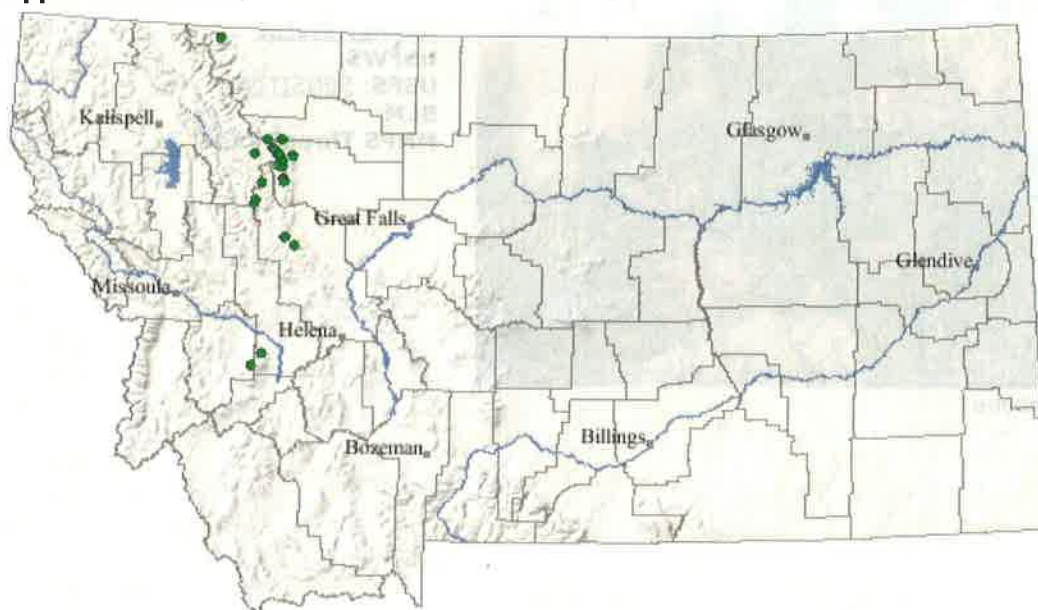 Kalispell
Glasgow
Great Falls
Glendive
Missoula
Helena
Billings
Bozeman